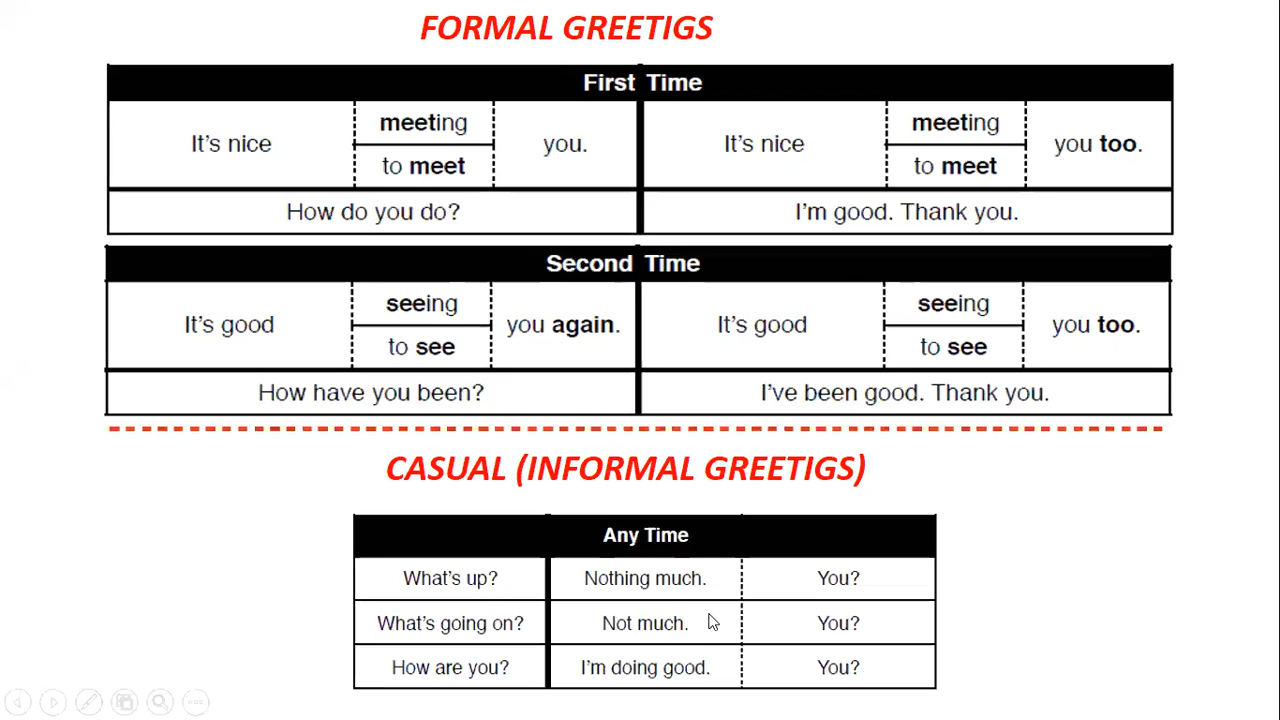 FORMAL GREETIGS
First Time
It's nice meeting to meet you. It's nice meeting to meet you too.
How do you do? I'm good. Thank you.
Second Time
It's good seeing to see you again. It's good seeing to see you too.
How have you been? I've been good. Thank you.
CASUAL (INFORMAL GREETIGS)
Any Time
What's up? Nothing much. You?
What's going on? Not much. You?
How are you? I'm doing good. You?